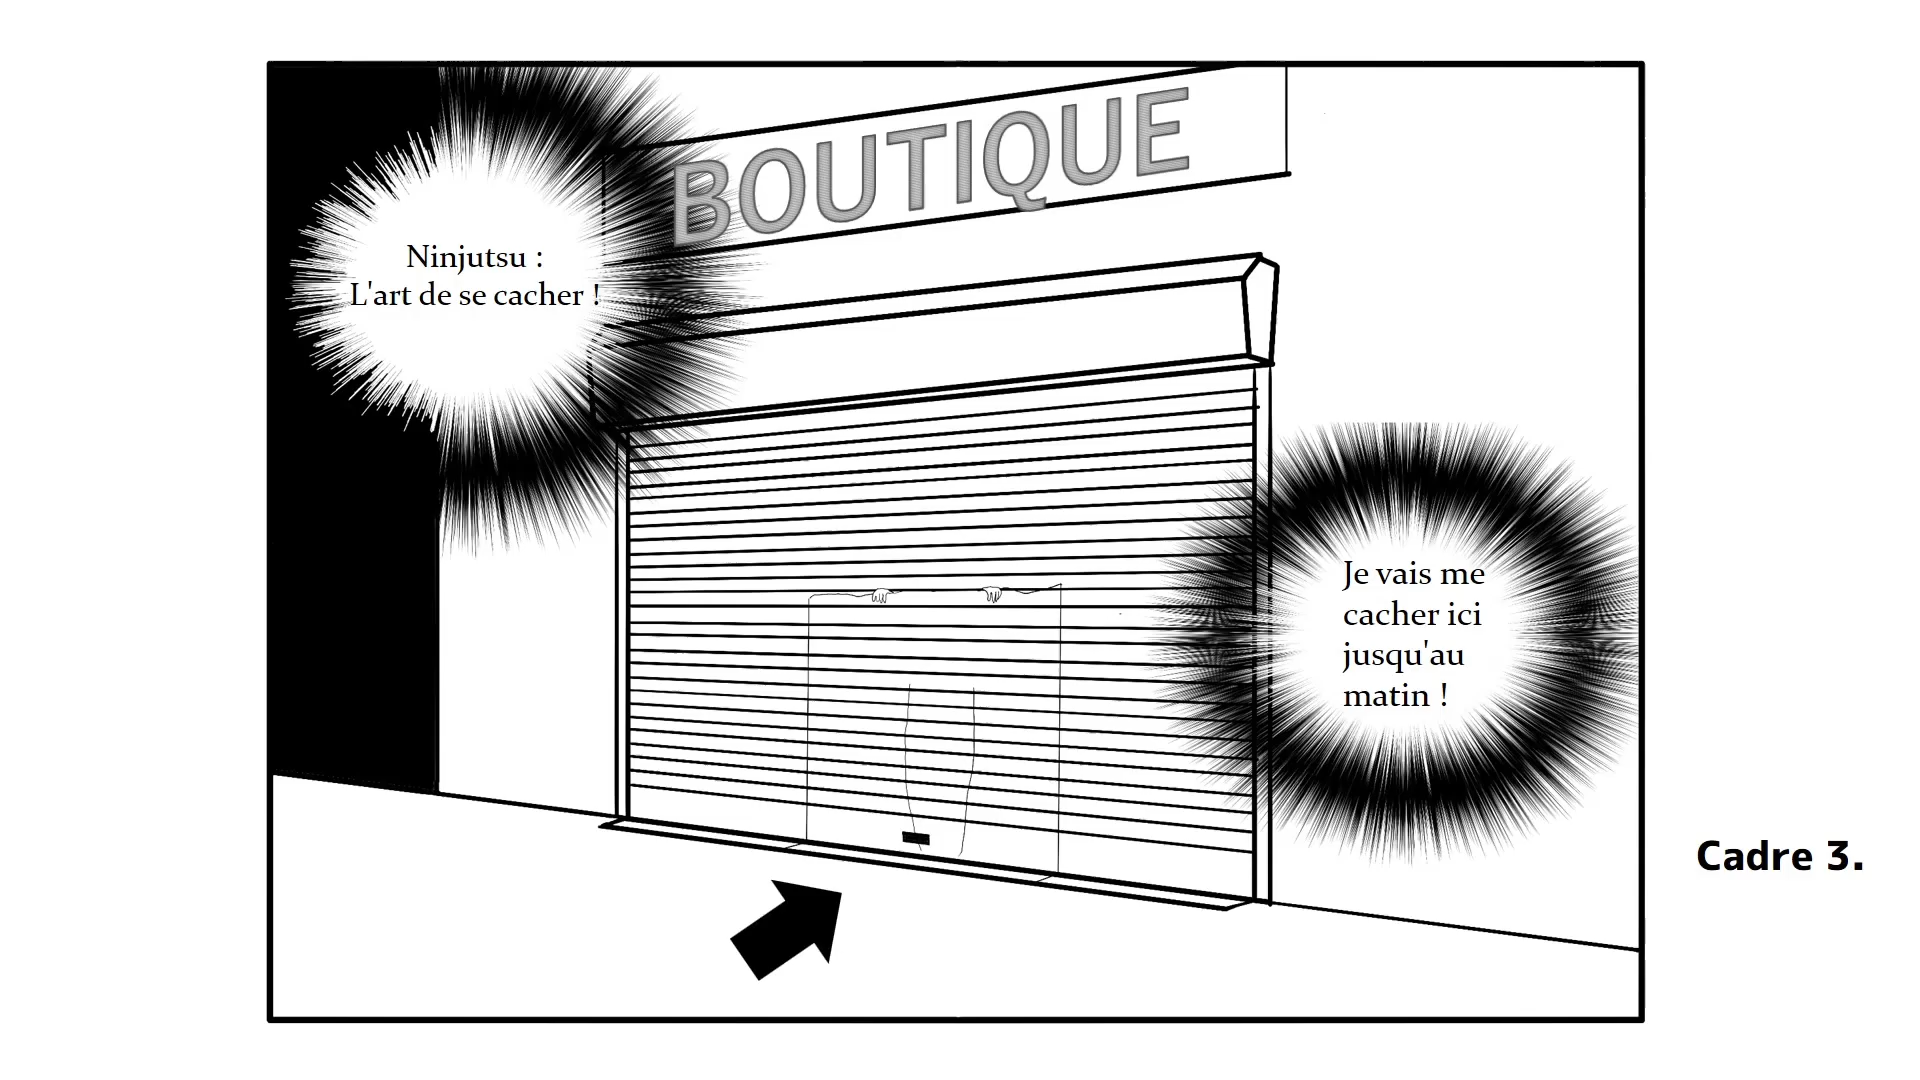 BOUTIQUE
Ninjutsu :
L'art de se cacher !
Je vais me
cacher ici
jusqu'au
matin !
Cadre 3.